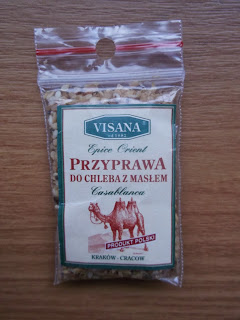 VISANA
Epice Orient
PRZYPRAWA
DO CHLEBA Z MASŁEM
Casablanca
PRODUKT POLSKI
KRAKÓW - CRACOW